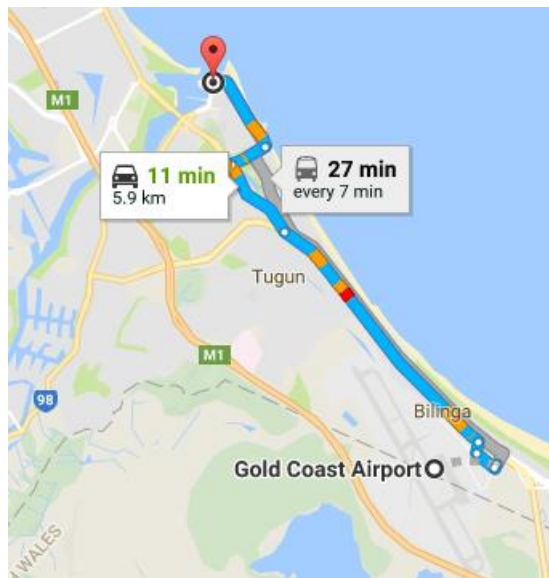 M1
11 min
5.9 km
27 min
every 7 min
Tugun
M1
98
Bilinga
Gold Coast Airport
WALES